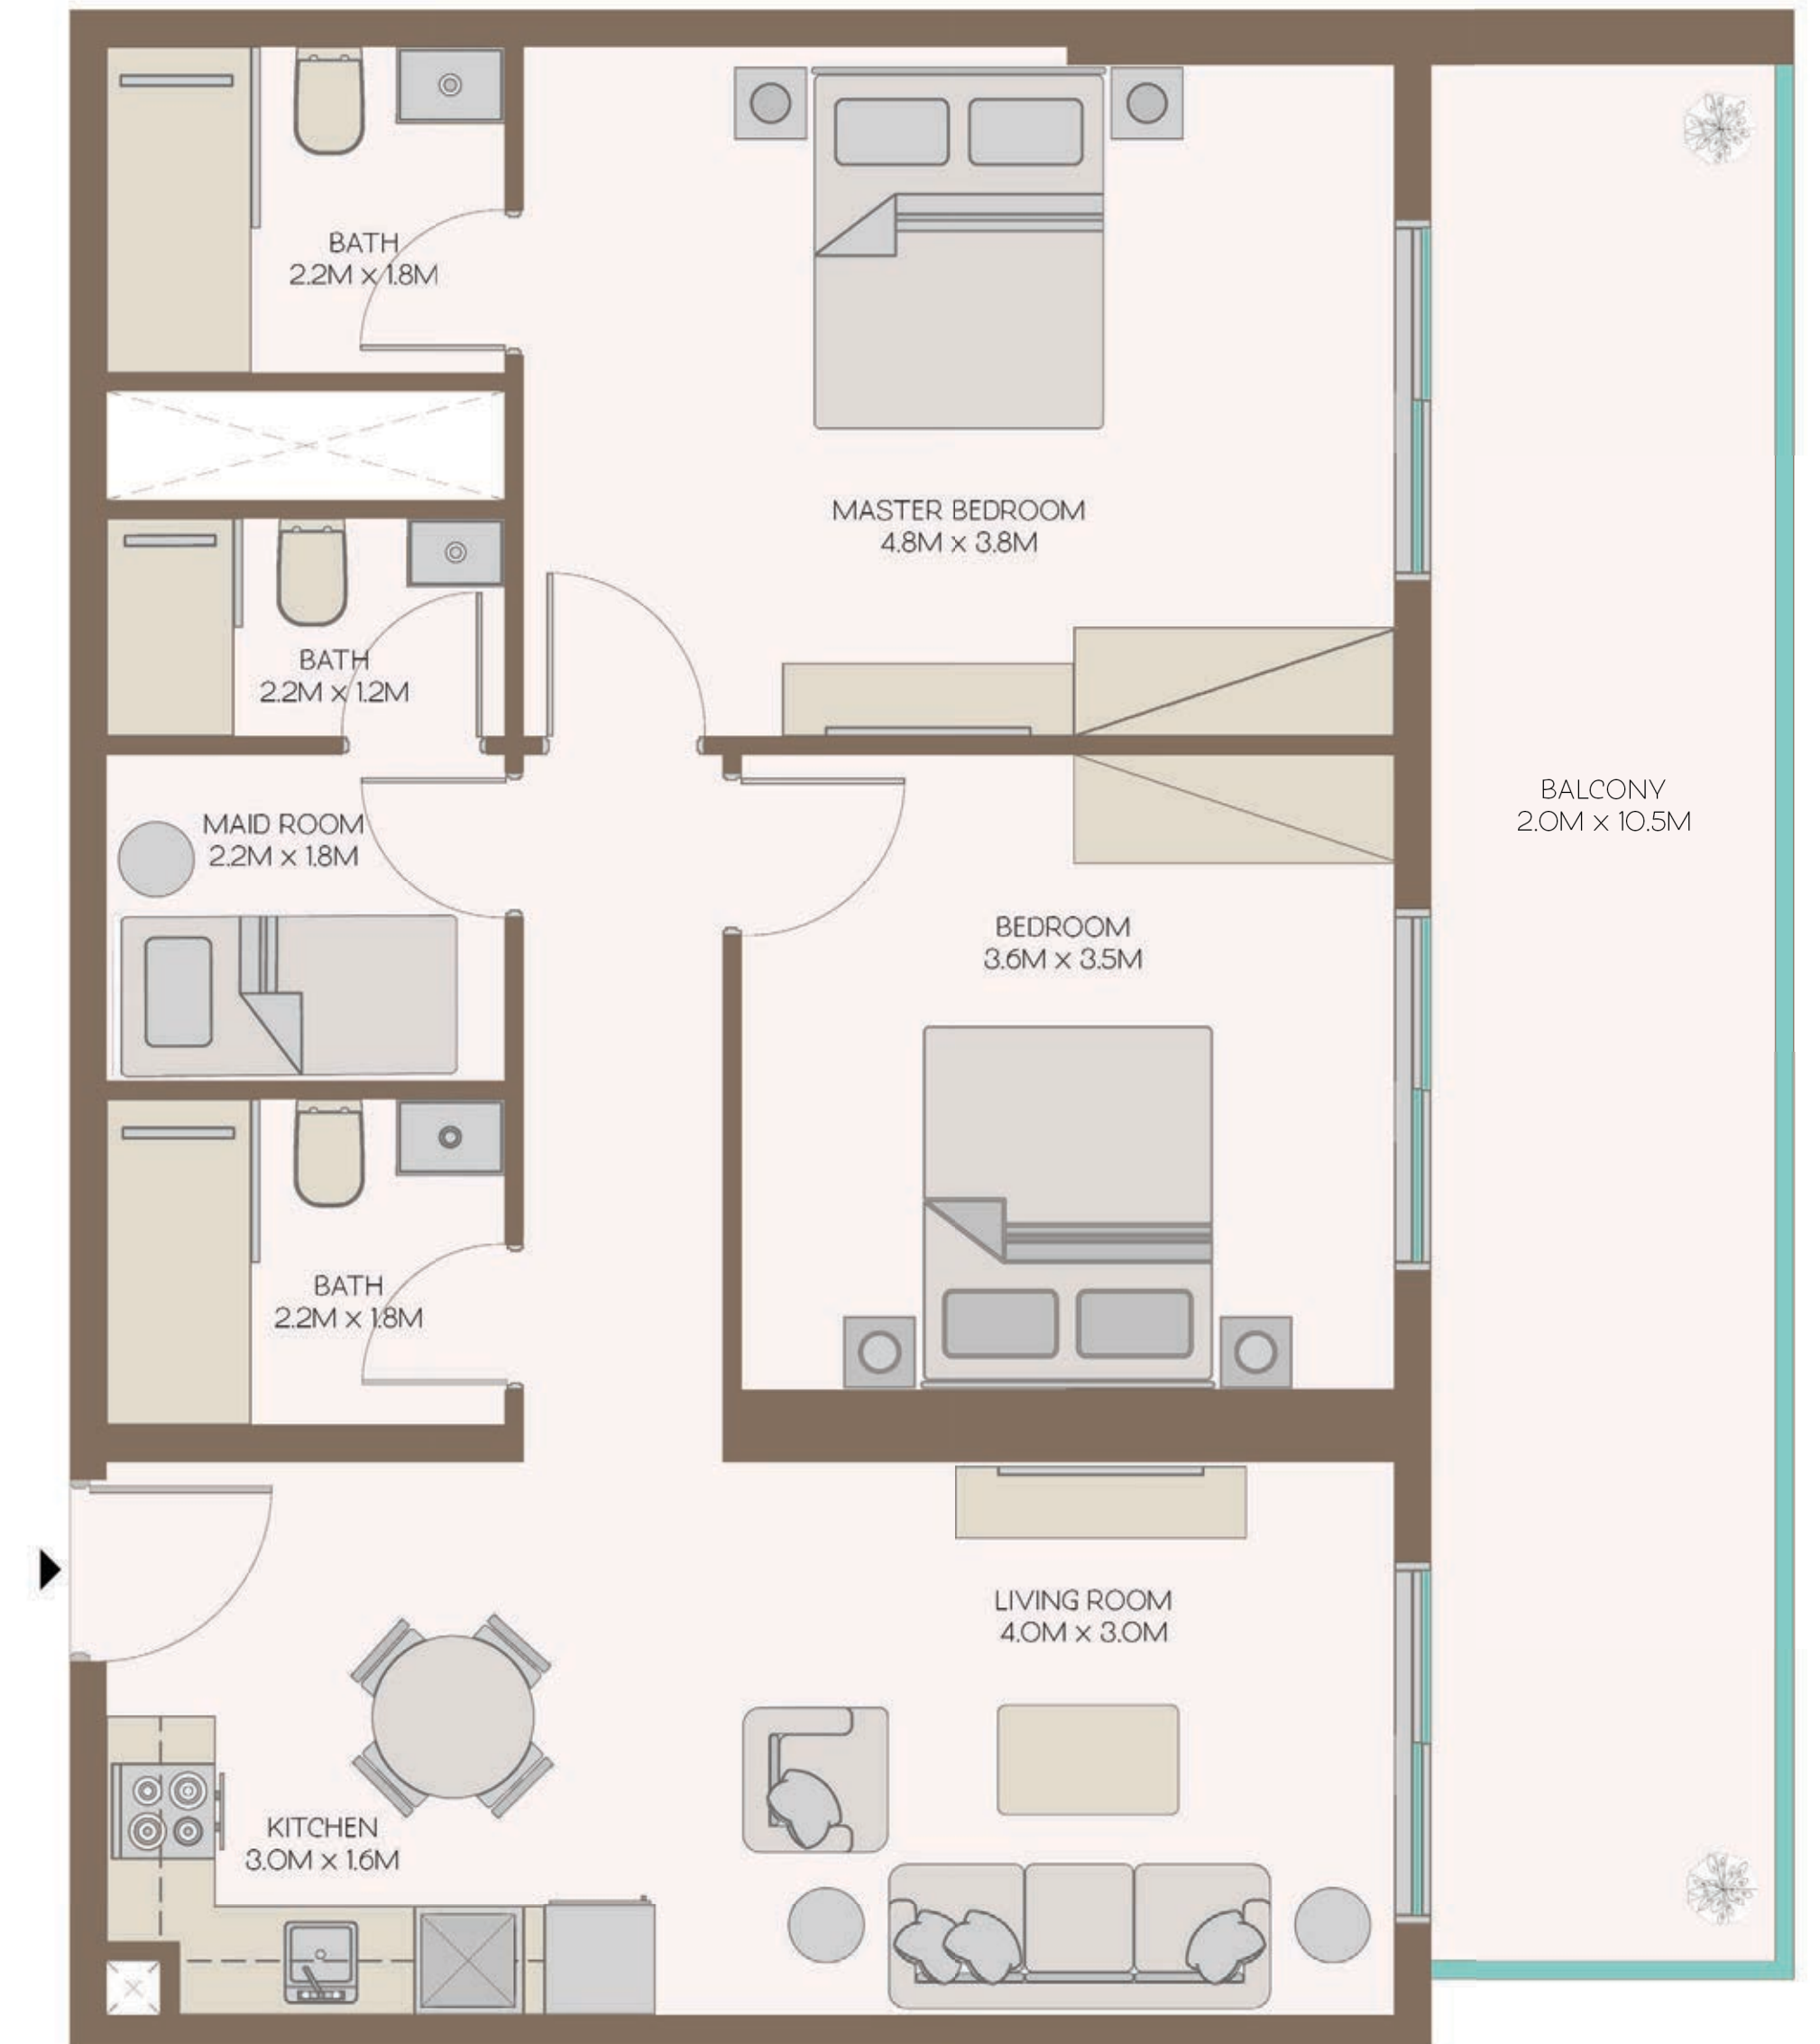 BATH
2.2M x 1.8M
MASTER BEDROOM
4.8M x 3.8M
BATH
2.2M x 1.2M
BALCONY
2.0M x 10.5M
MAID ROOM
2.2M x 1.8M
BEDROOM
3.6M x 3.5M
BATH
2.2M x 1.8M
LIVING ROOM
4.0M x 3.0M
KITCHEN
3.0M x 1.6M